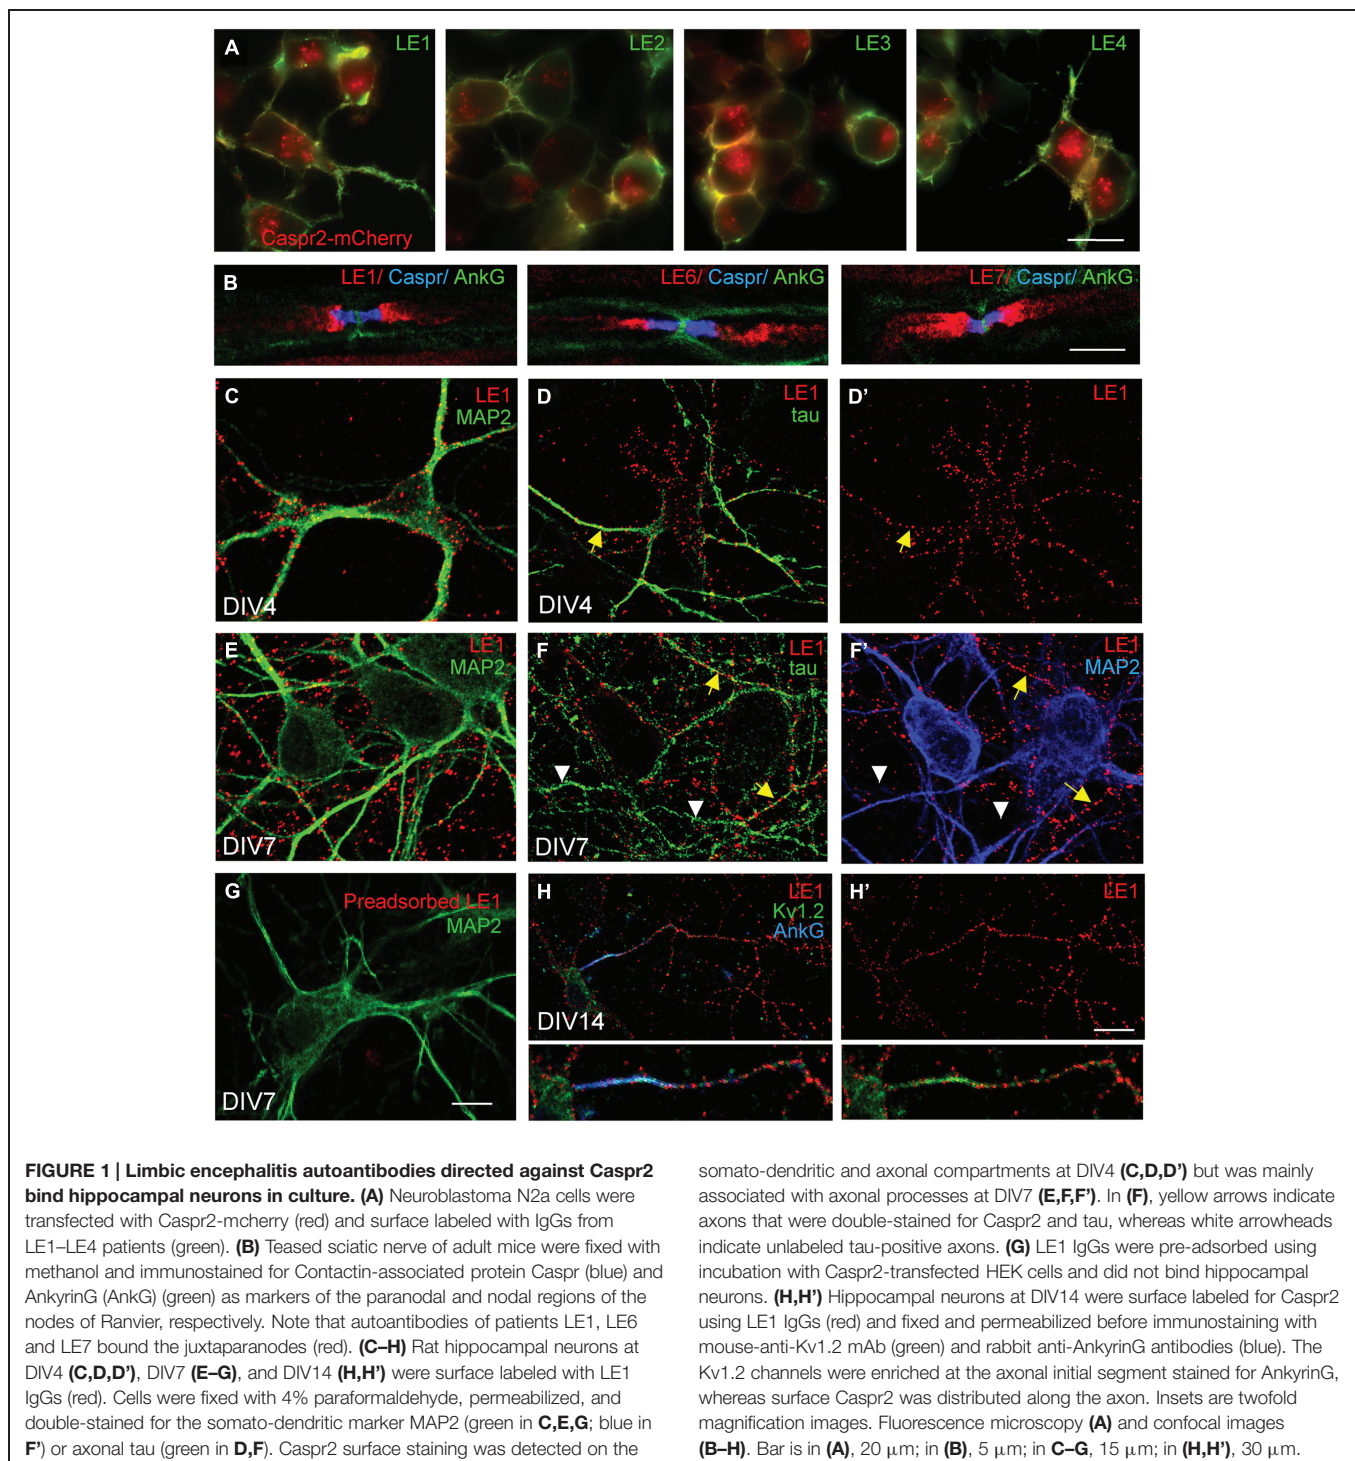 A
LE1
LE2
LE3
LE4
Caspr2-mCherry
B
LE1/ Caspr/ AnkG
LE6/ Caspr/ AnkG
LE7/ Caspr/ AnkG
C
LE1
MAP2
DIV4
D
LE1
tau
DIV4
D'
LE1
E
LE1
MAP2
DIV7
F
LE1
tau
DIV7
F'
LE1
MAP2
G
Preadsorbed LE1
MAP2
DIV7
H
LE1
Kv1.2
AnkG
DIV14
H'
LE1
FIGURE 1 | Limbic encephalitis autoantibodies directed against Caspr2
bind hippocampal neurons in culture. (A) Neuroblastoma N2a cells were
transfected with Caspr2-mcherry (red) and surface labeled with IgGs from
LE1–LE4 patients (green). (B) Teased sciatic nerve of adult mice were fixed with
methanol and immunostained for Contactin-associated protein Caspr (blue) and
AnkyrinG (AnkG) (green) as markers of the paranodal and nodal regions of the
nodes of Ranvier, respectively. Note that autoantibodies of patients LE1, LE6
and LE7 bound the juxtaparanodes (red). (C–H) Rat hippocampal neurons at
DIV4 (C,D,D’), DIV7 (E–G), and DIV14 (H,H’) were surface labeled with LE1
IgGs (red). Cells were fixed with 4% paraformaldehyde, permeabilized, and
double-stained for the somato-dendritic marker MAP2 (green in C,E,G; blue in
F’) or axonal tau (green in D,F). Caspr2 surface staining was detected on the
somato-dendritic and axonal compartments at DIV4 (C,D,D’) but was mainly
associated with axonal processes at DIV7 (E,F,F’). In (F), yellow arrows indicate
axons that were double-stained for Caspr2 and tau, whereas white arrowheads
indicate unlabeled tau-positive axons. (G) LE1 IgGs were pre-adsorbed using
incubation with Caspr2-transfected HEK cells and did not bind hippocampal
neurons. (H,H’) Hippocampal neurons at DIV14 were surface labeled for Caspr2
using LE1 IgGs (red) and fixed and permeabilized before immunostaining with
mouse-anti-Kv1.2 mAb (green) and rabbit anti-AnkyrinG antibodies (blue). The
Kv1.2 channels were enriched at the axonal initial segment stained for AnkyrinG,
whereas surface Caspr2 was distributed along the axon. Insets are twofold
magnification images. Fluorescence microscopy (A) and confocal images
(B–H). Bar is in (A), 20 μm; in (B), 5 μm; in C–G, 15 μm; in (H,H’), 30 μm.